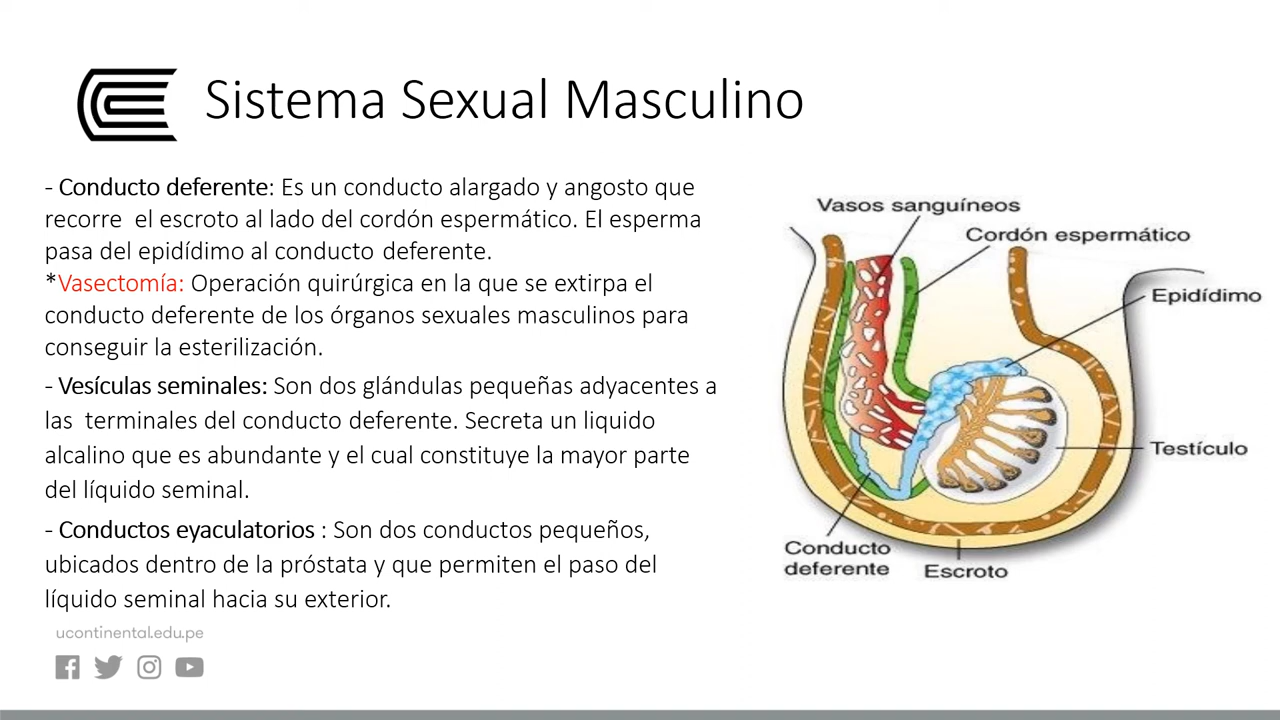 Sistema Sexual Masculino
- Conducto deferente: Es un conducto alargado y angosto que
recorre el escroto al lado del cordón espermático. El esperma
pasa del epidídimo al conducto deferente.
*Vasectomía: Operación quirúrgica en la que se extirpa el
conducto deferente de los órganos sexuales masculinos para
conseguir la esterilización.
- Vesículas seminales: Son dos glándulas pequeñas adyacentes a
las terminales del conducto deferente. Secreta un liquido
alcalino que es abundante y el cual constituye la mayor parte
del líquido seminal.
- Conductos eyaculatorios : Son dos conductos pequeños,
ubicados dentro de la próstata y que permiten el paso del
líquido seminal hacia su exterior.
ucontinental.edu.pe
Vasos sanguíneos
Cordón espermático
Epidídimo
Testículo
Conducto
deferente
Escroto